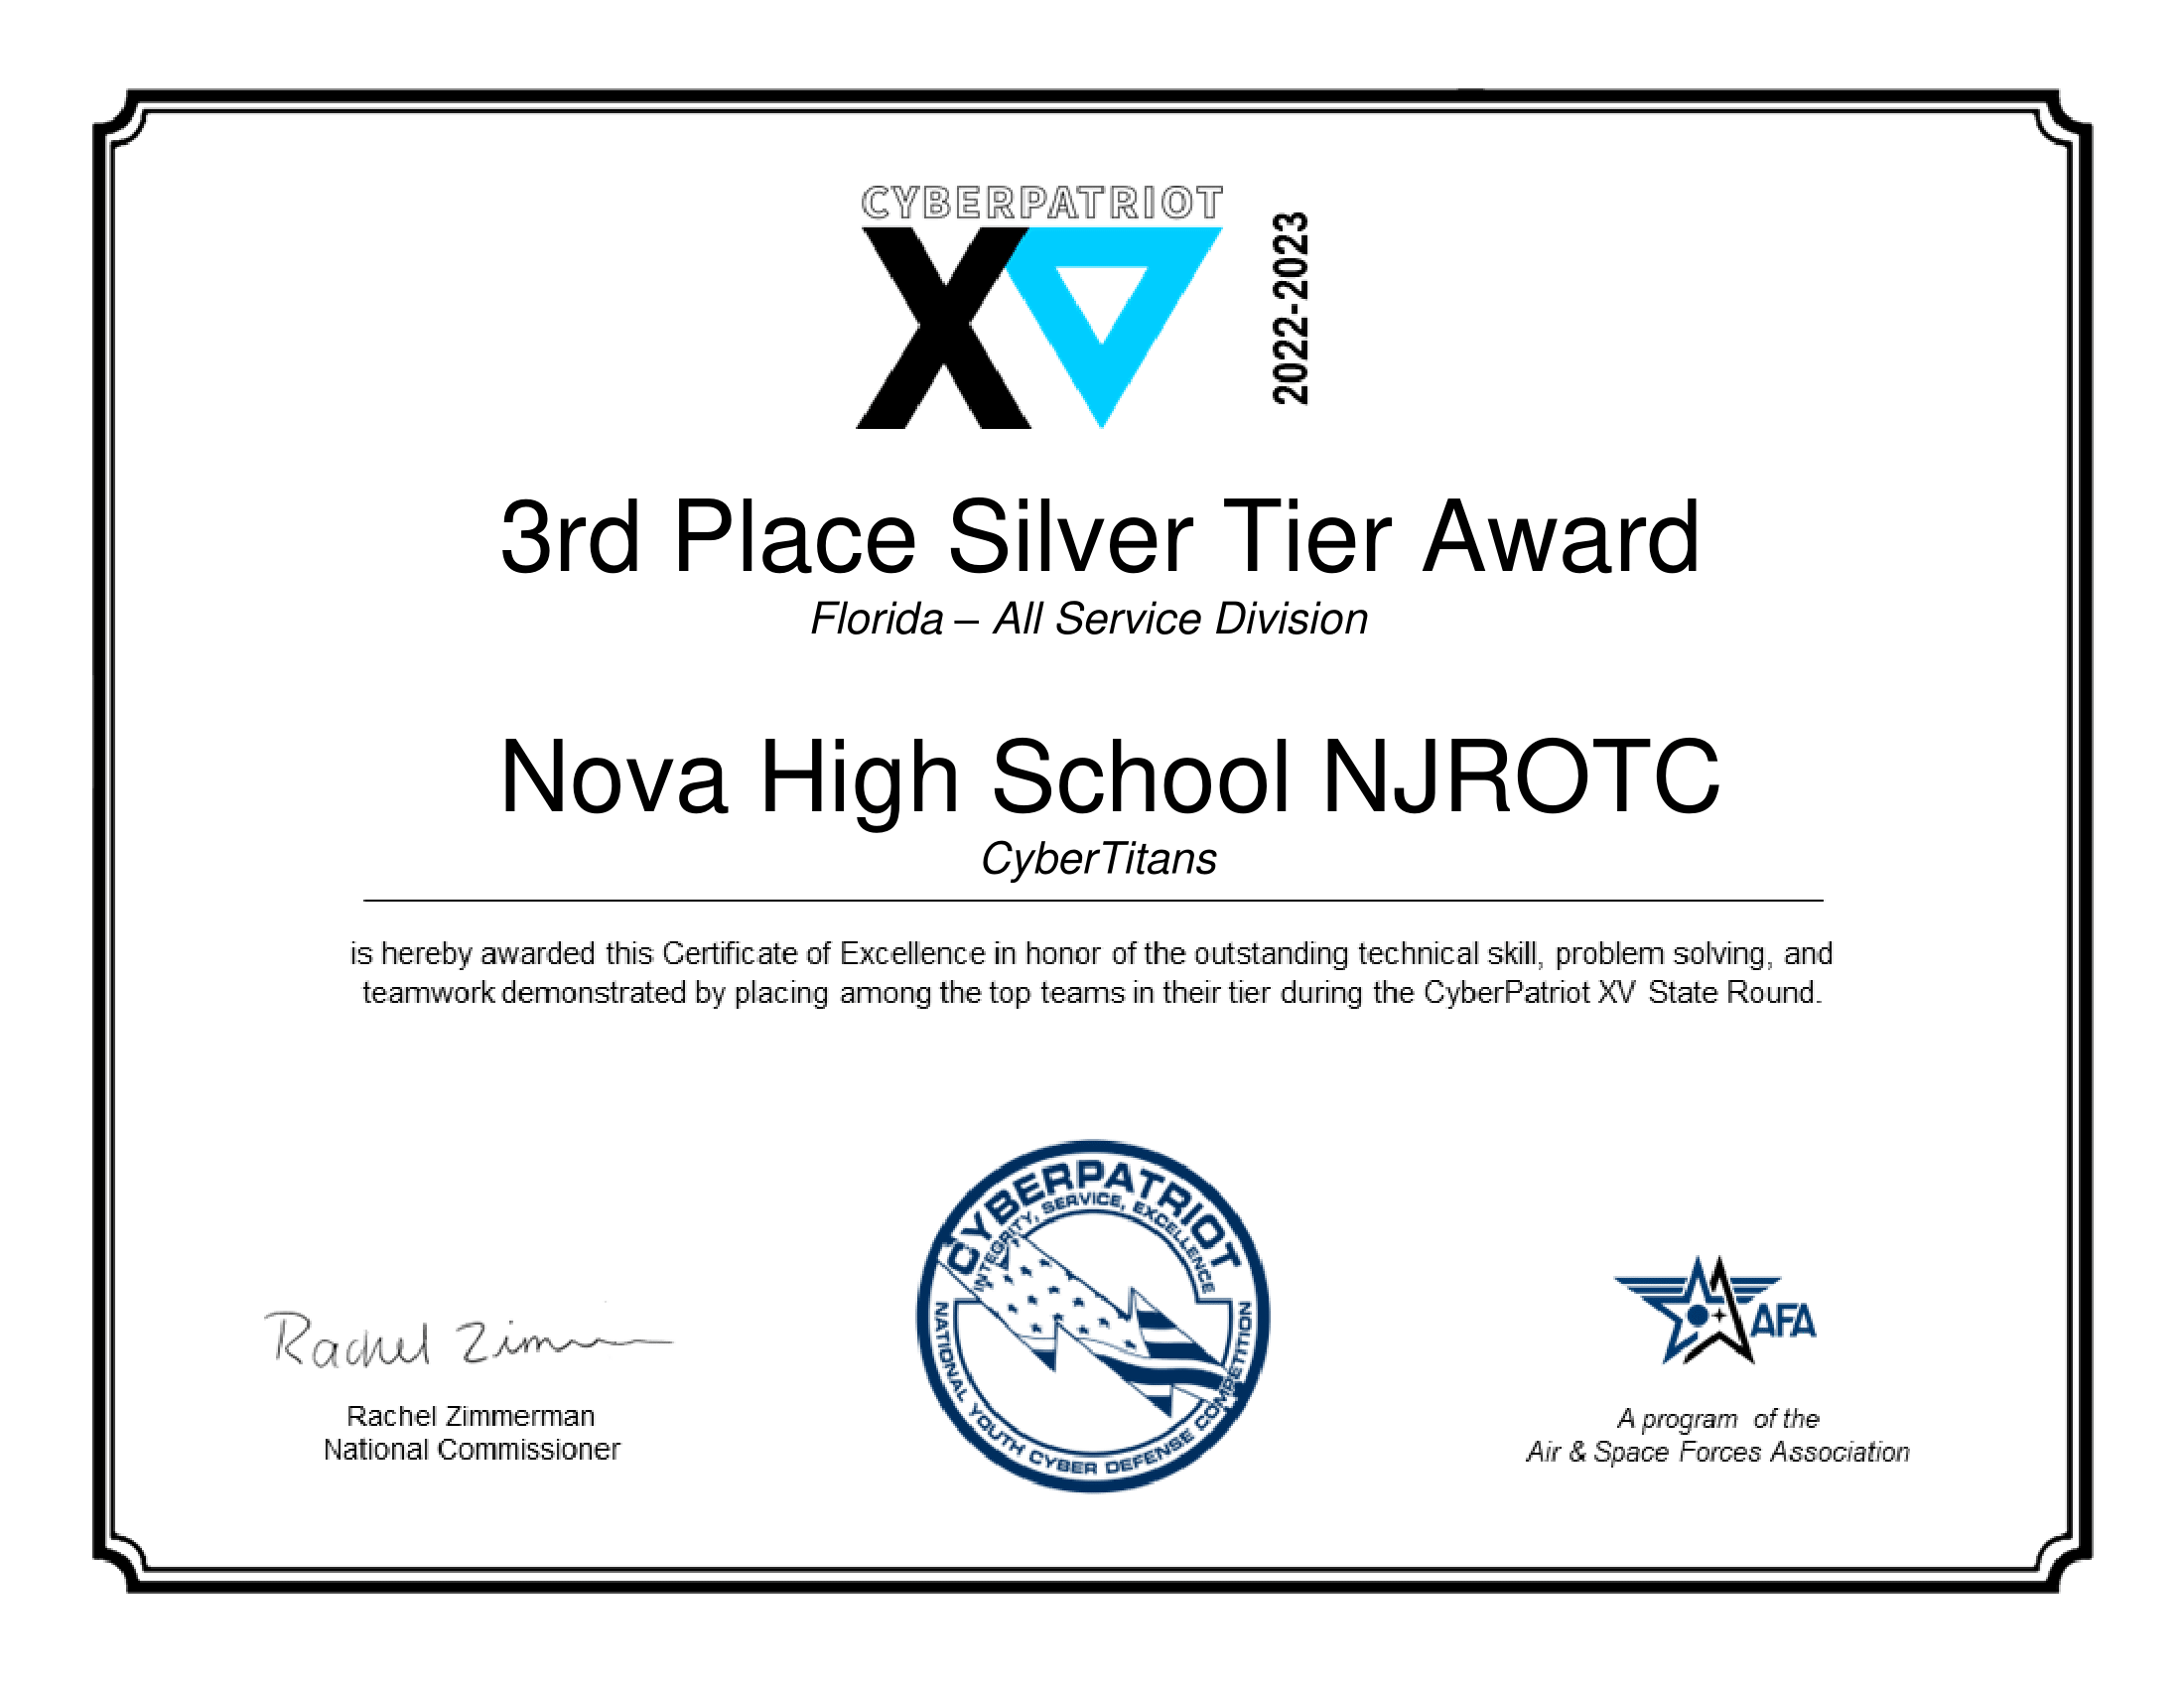 CYBERPATRIOT
XV
2022-2023
3rd Place Silver Tier Award
Florida – All Service Division
Nova High School NJROTC
CyberTitans
is hereby awarded this Certificate of Excellence in honor of the outstanding technical skill, problem solving, and
teamwork demonstrated by placing among the top teams in their tier during the CyberPatriot XV State Round.
Rachel Zim
Rachel Zimmerman
National Commissioner
CYBERPATRIOT
INTEGRITY, SERVICE, EXCELLENCE
NATIONAL YOUTH CYBER DEFENSE COMPETITION
AFA
A program of the
Air & Space Forces Association